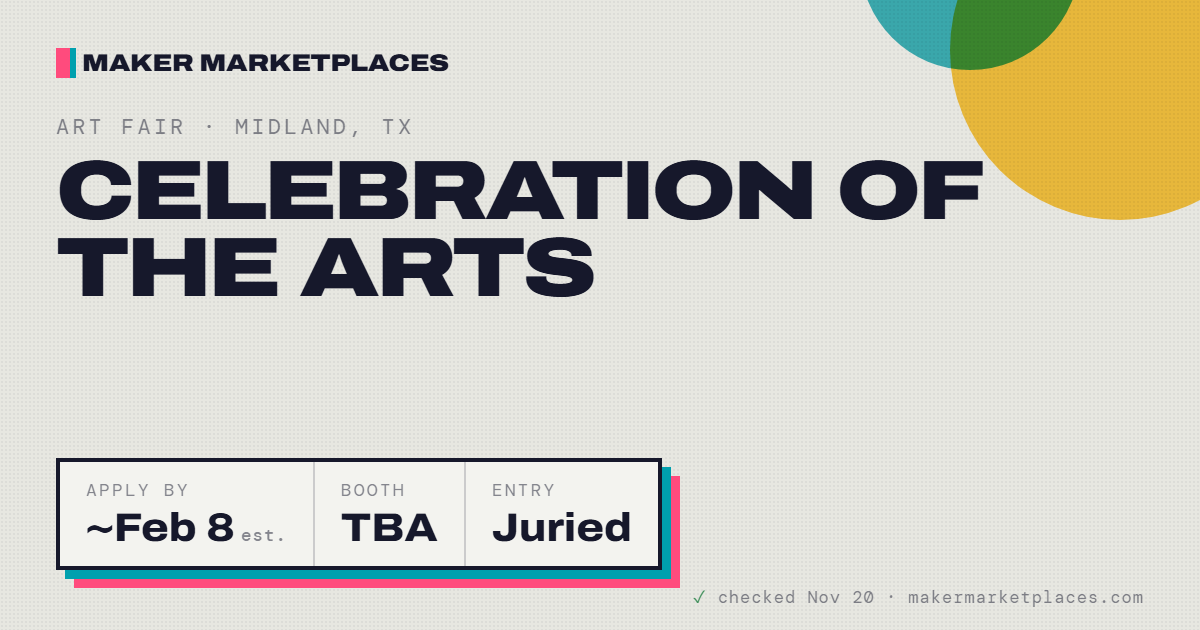 MAKER MARKETPLACES
ART FAIR · MIDLAND, TX
CELEBRATION OF
THE ARTS
APPLY BY
~Feb 8 est.
BOOTH
TBA
ENTRY
Juried
✓ checked Nov 20 · makermarketplaces.com